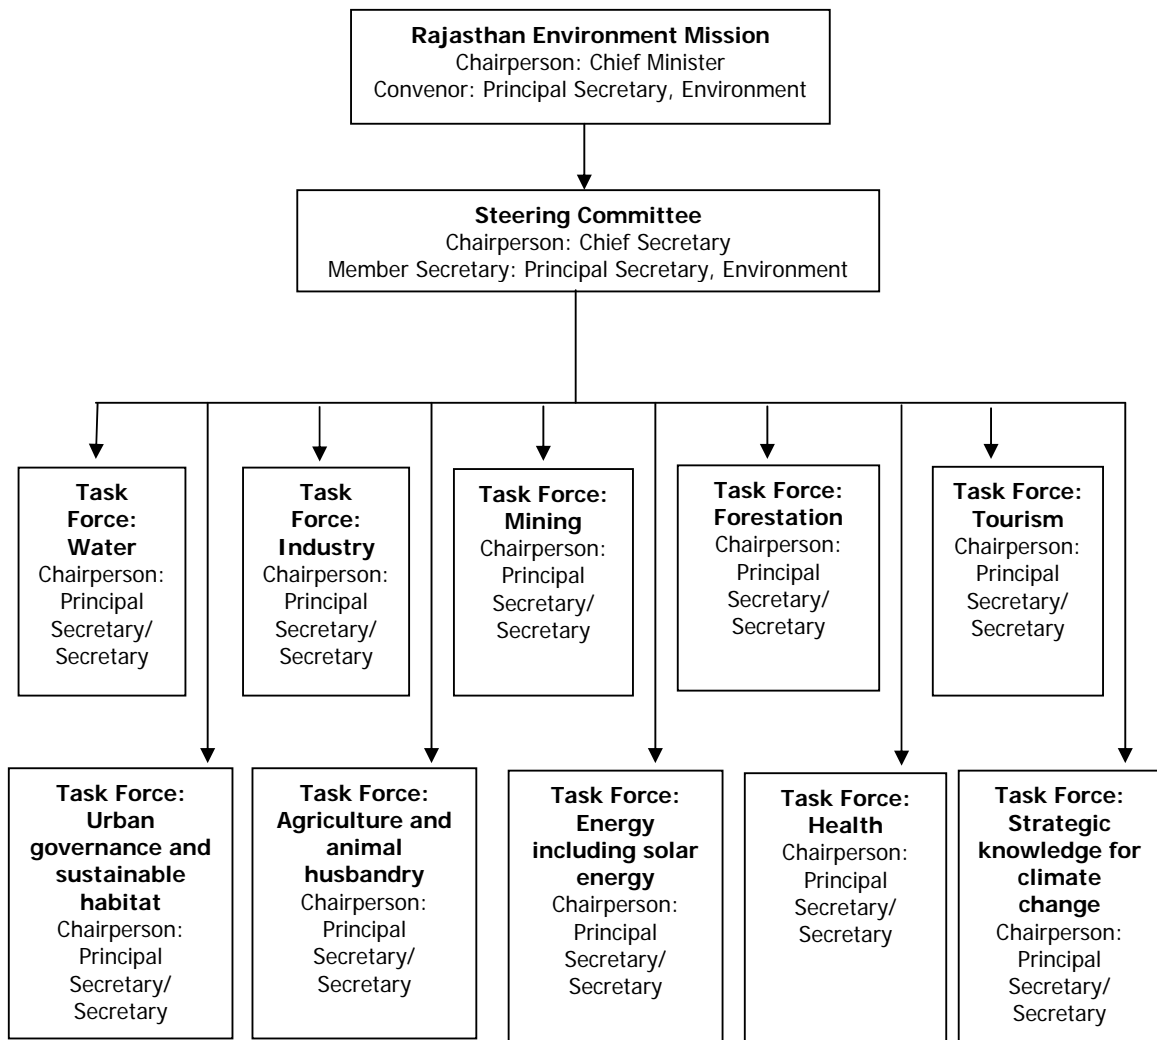 Rajasthan Environment Mission
Chairperson: Chief Minister
Convenor: Principal Secretary, Environment
Steering Committee
Chairperson: Chief Secretary
Member Secretary: Principal Secretary, Environment
Task
Force:
Water
Chairperson:
Principal
Secretary/
Secretary
Task
Force:
Industry
Chairperson:
Principal
Secretary/
Secretary
Task Force:
Mining
Chairperson:
Principal
Secretary/
Secretary
Task Force:
Forestation
Chairperson:
Principal
Secretary/
Secretary
Task Force:
Tourism
Chairperson:
Principal
Secretary/
Secretary
Task Force:
Urban
governance and
sustainable
habitat
Chairperson:
Principal
Secretary/
Secretary
Task Force:
Agriculture and
animal
husbandry
Chairperson:
Principal
Secretary/
Secretary
Task Force:
Energy
including solar
energy
Chairperson:
Principal
Secretary/
Secretary
Task Force:
Health
Chairperson:
Principal
Secretary/
Secretary
Task Force:
Strategic
knowledge for
climate
change
Chairperson:
Principal
Secretary/
Secretary